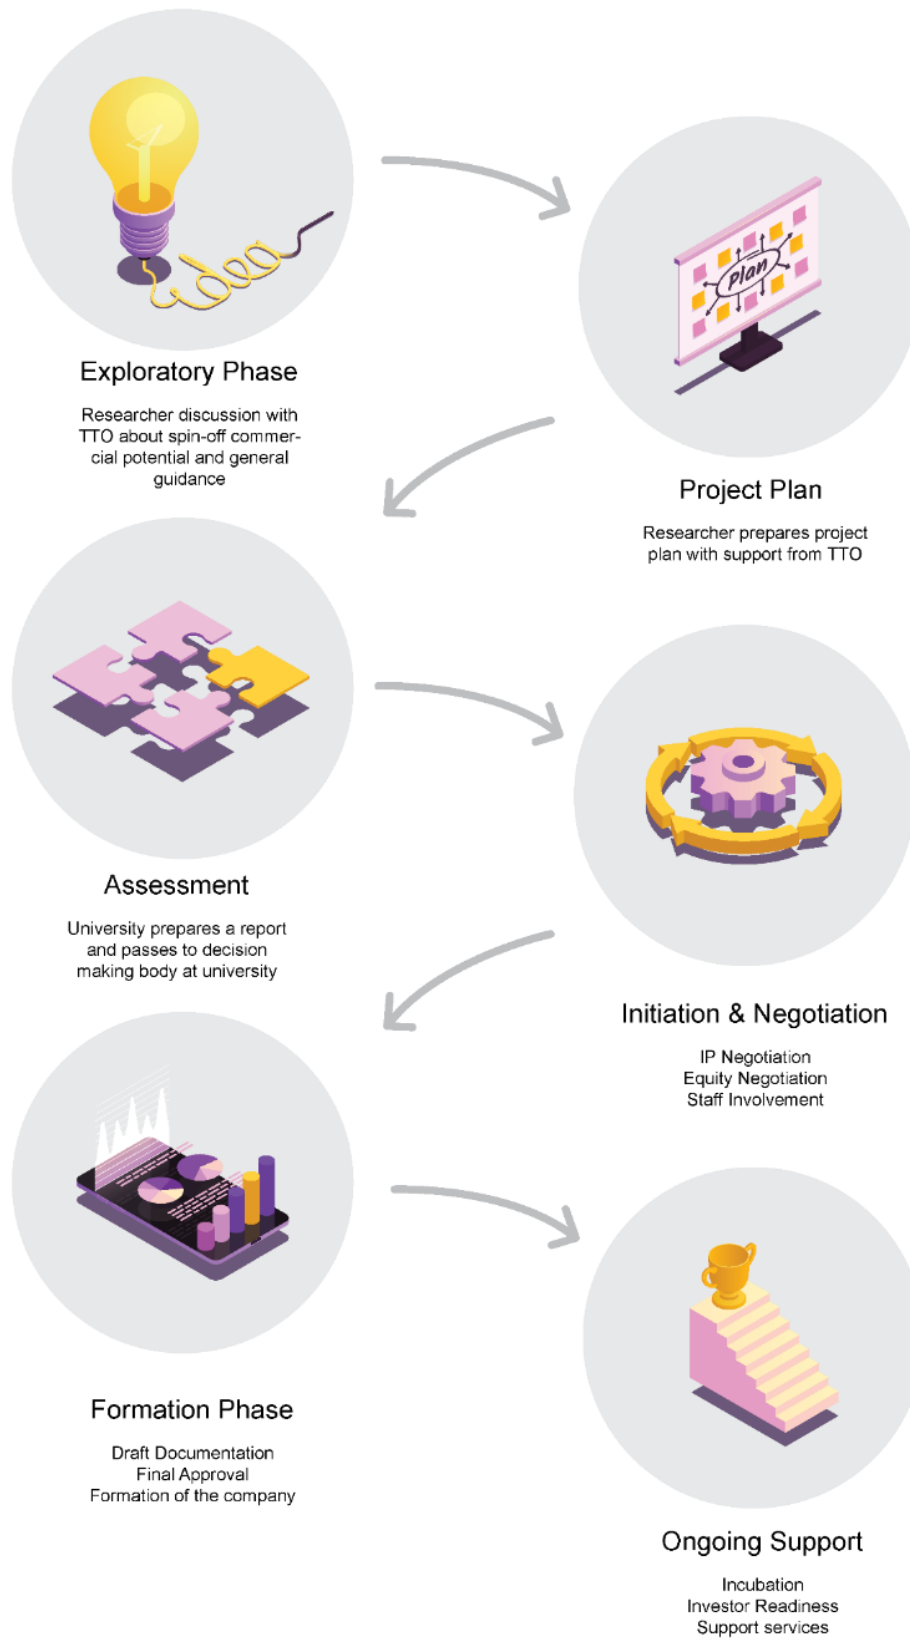 idea
Exploratory Phase
Researcher discussion with
TTO about spin-off commer-
cial potential and general
guidance
Plan
Project Plan
Researcher prepares project
plan with support from TTO
Assessment
University prepares a report
and passes to decision
making body at university
Initiation & Negotiation
IP Negotiation
Equity Negotiation
Staff Involvement
Formation Phase
Draft Documentation
Final Approval
Formation of the company
Ongoing Support
Incubation
Investor Readiness
Support services